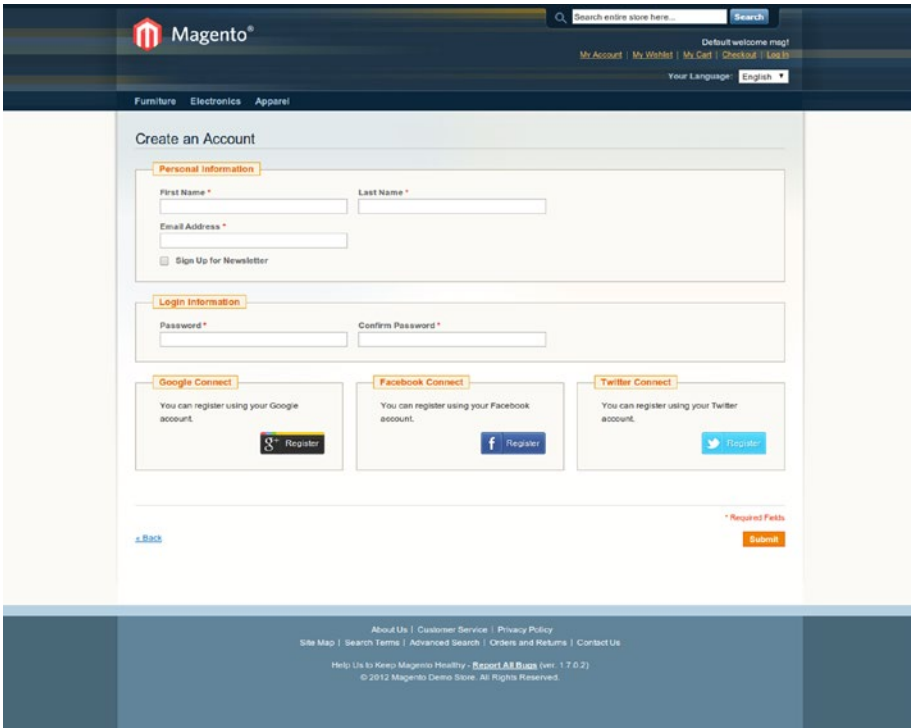 Magento®
Search entire store here...
Search
Default welcome msg!
My Account | My Wishlist | My Cart | Checkout | Log In
Your Language: English
Furniture Electronics Apparel
Create an Account
Personal Information
First Name * Last Name *
Email Address *
Sign Up for Newsletter
Login Information
Password * Confirm Password *
Google Connect
You can register using your Google
account.
g+ Register
Facebook Connect
You can register using your Facebook
account.
f Register
Twitter Connect
You can register using your Twitter
account.
Register
* Required Fields
« Back
Submit
About Us | Customer Service | Privacy Policy
Site Map | Search Terms | Advanced Search | Orders and Returns | Contact Us
Help Us to Keep Magento Healthy - Report All Bugs (ver. 1.7.0.2)
© 2012 Magento Demo Store. All Rights Reserved.